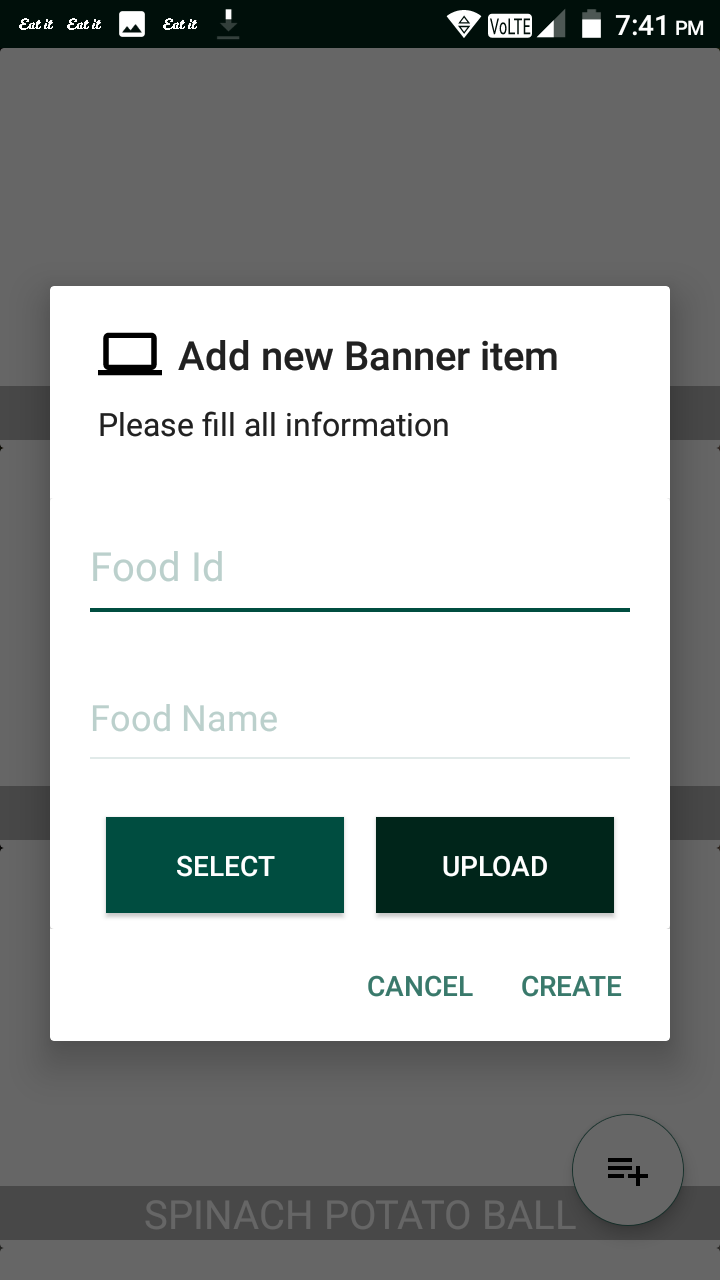 Eat it Eat it Eat it VoLTE 7:41 PM
Add new Banner item
Please fill all information
Food Id
Food Name
SELECT UPLOAD
CANCEL CREATE
SPINACH POTATO BALL